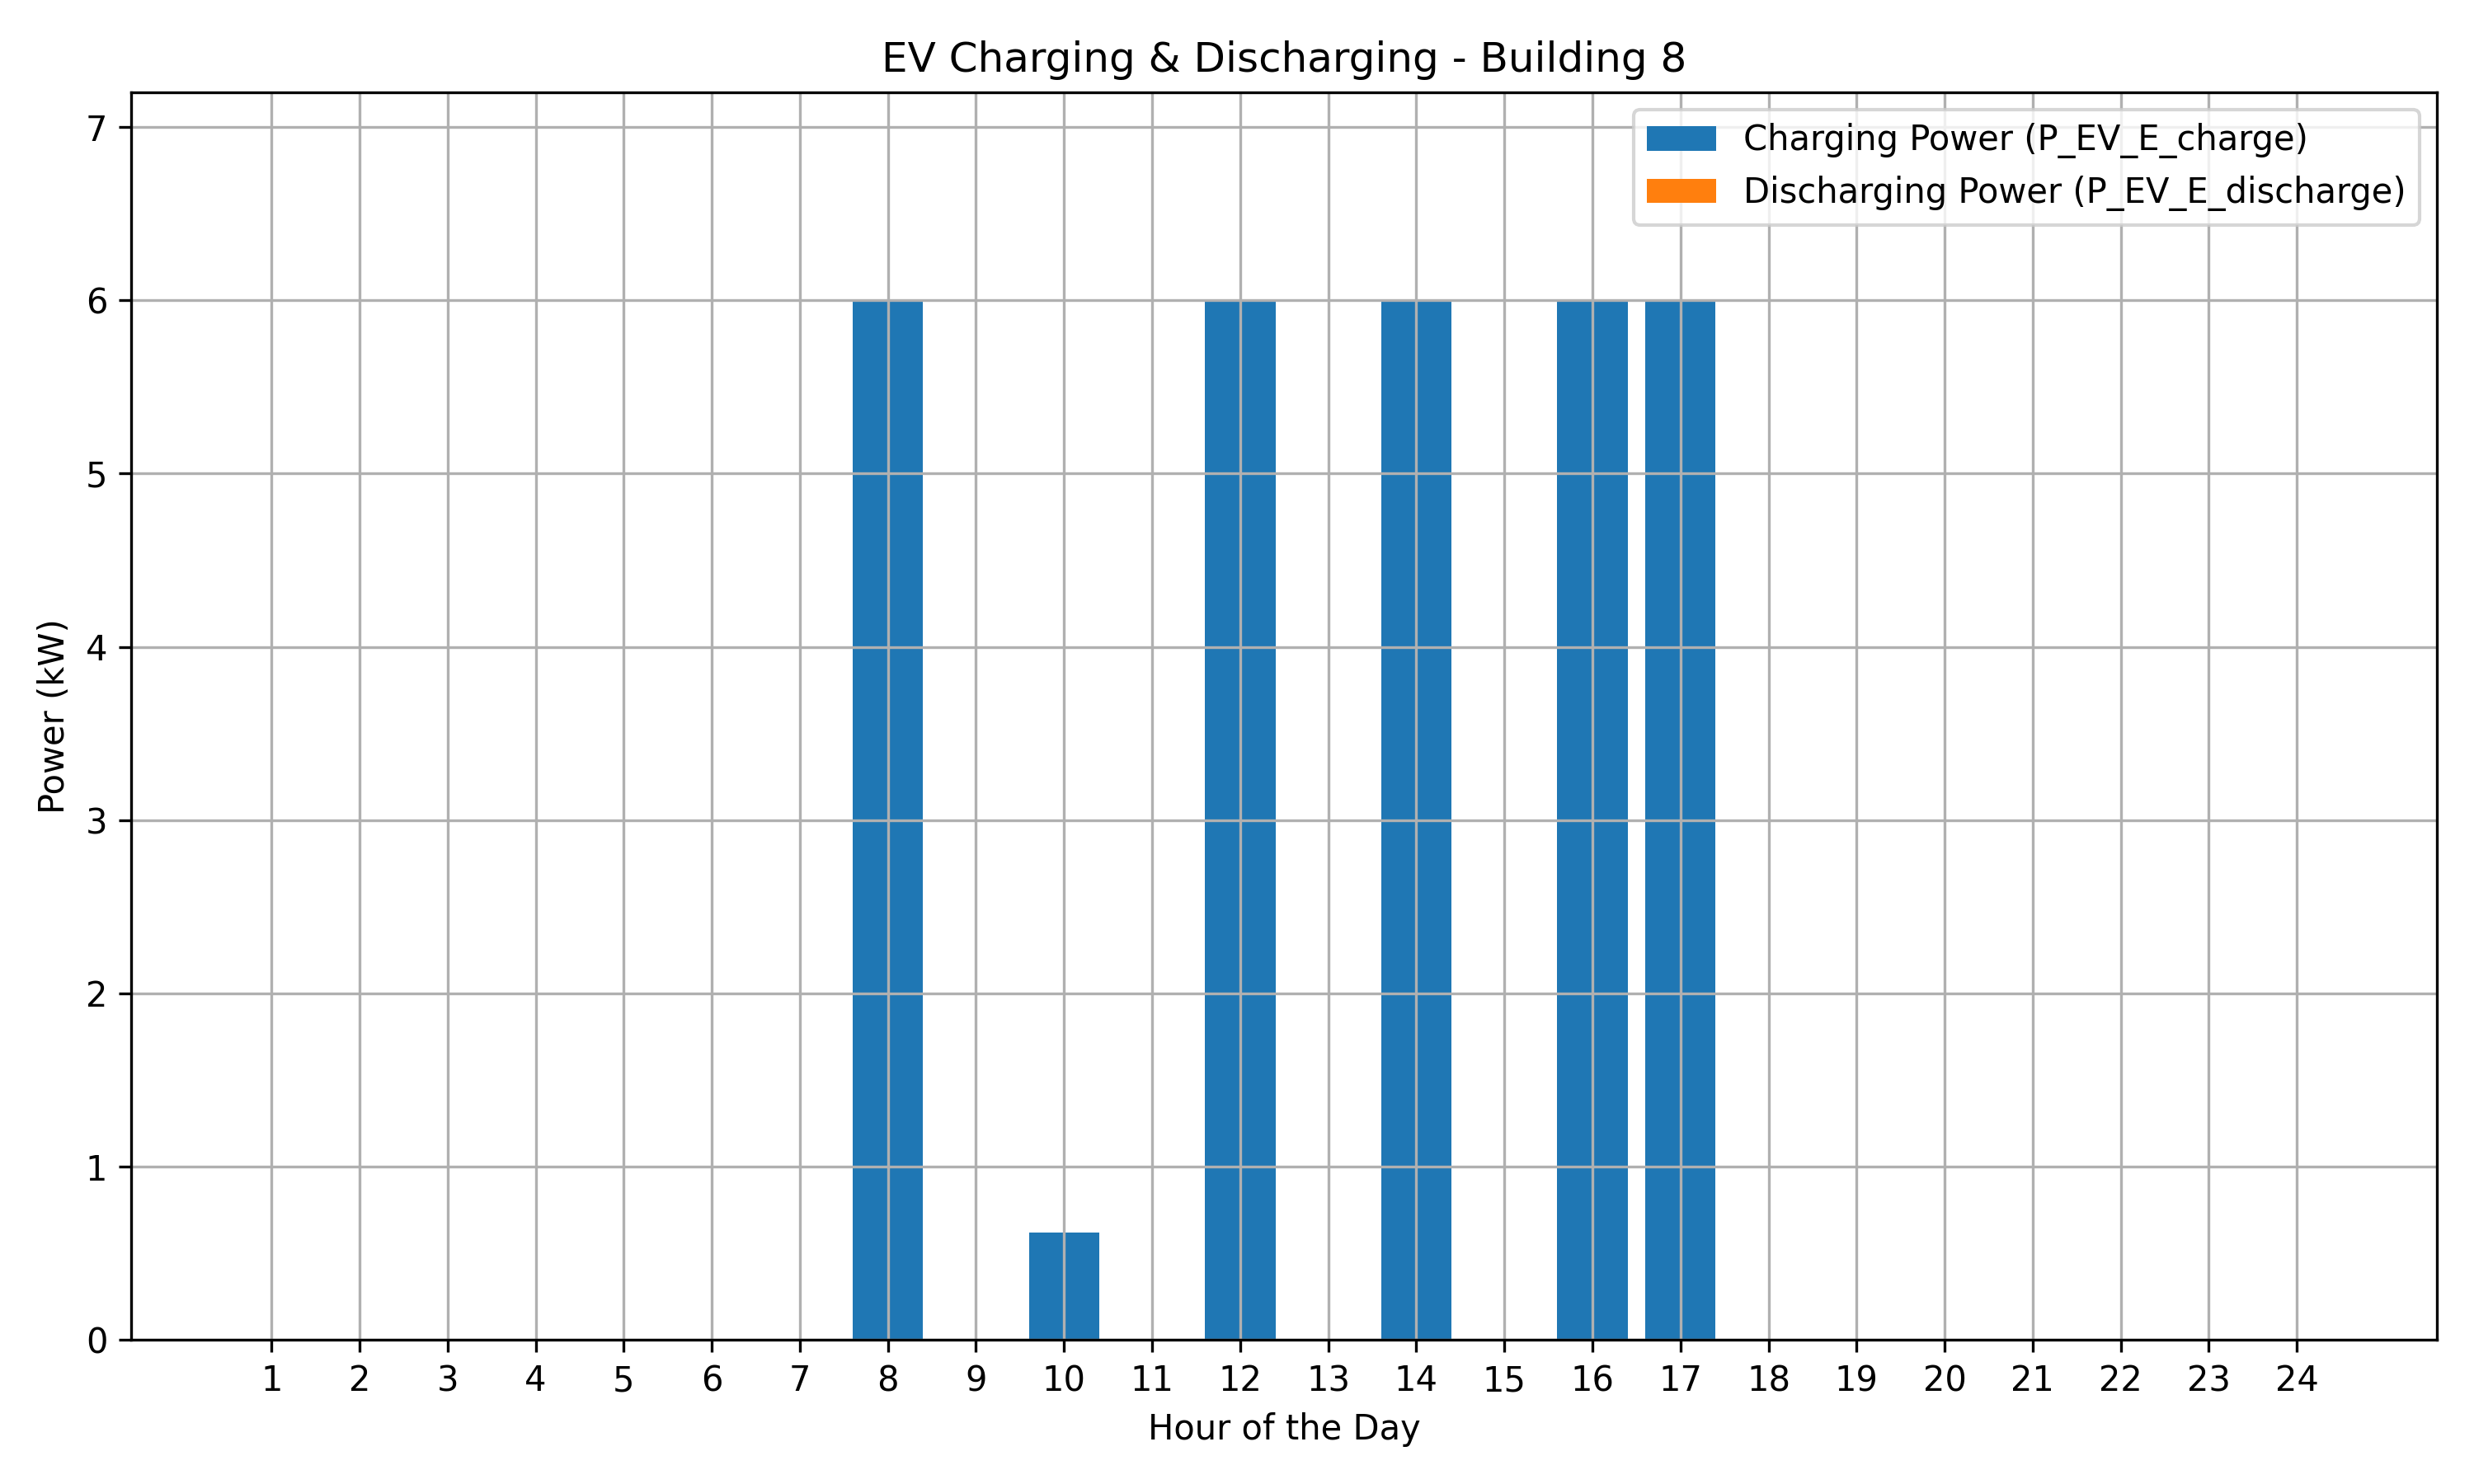 EV Charging & Discharging - Building 8
Charging Power (P_EV_E_charge)
Discharging Power (P_EV_E_discharge)
Power (kW)
7
6
5
4
3
2
1
0
1 2 3 4 5 6 7 8 9 10 11 12 13 14 15 16 17 18 19 20 21 22 23 24
Hour of the Day